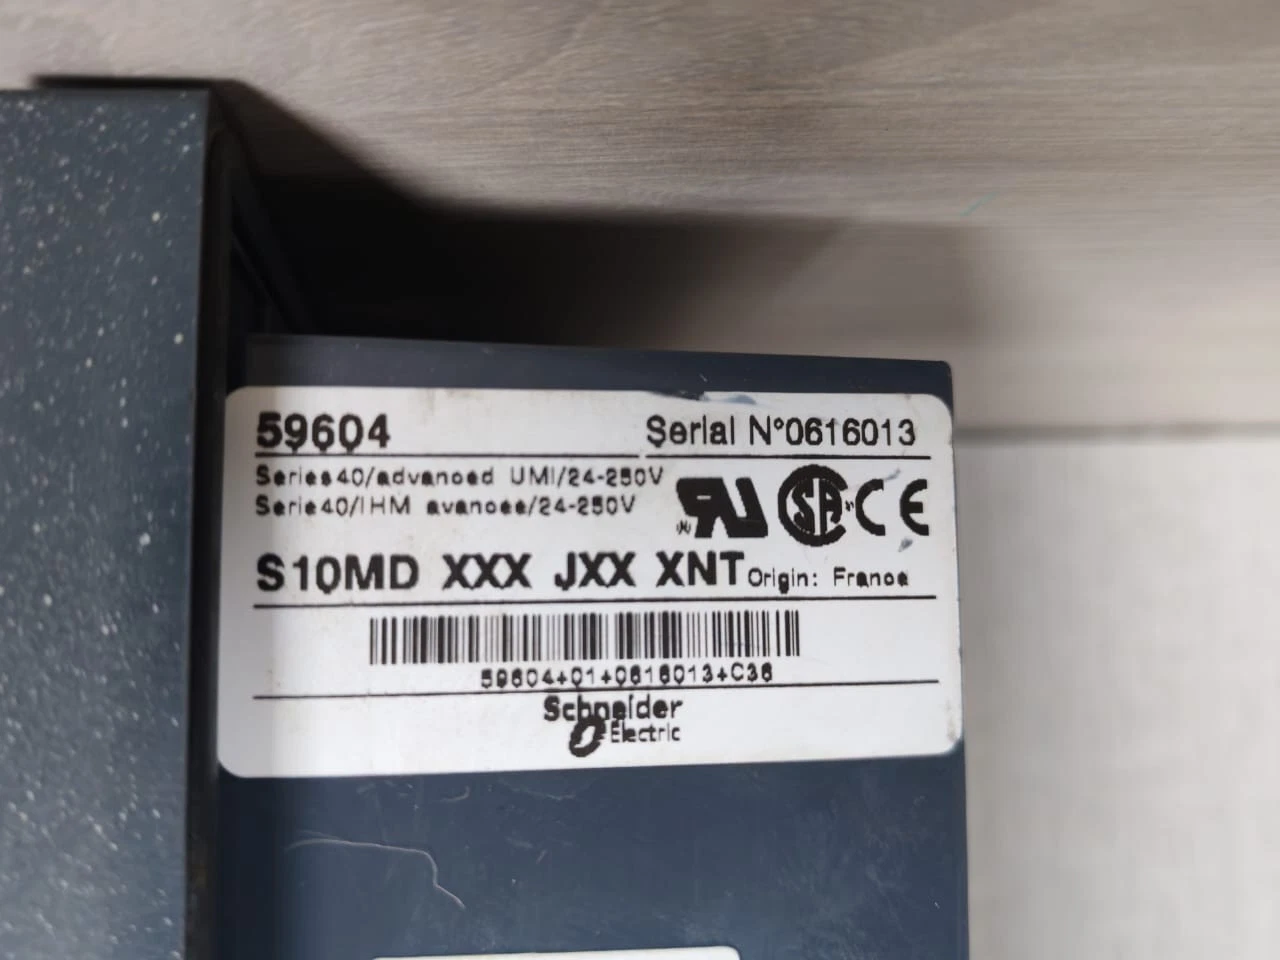 59604 Serial N°0616013
Series40/advanced UMI/24-250V
Serie40/IHM avancee/24-250V
S10MD XXX JXX XNT Origin: France
59604+01+0616013+C36
Schneider
Electric